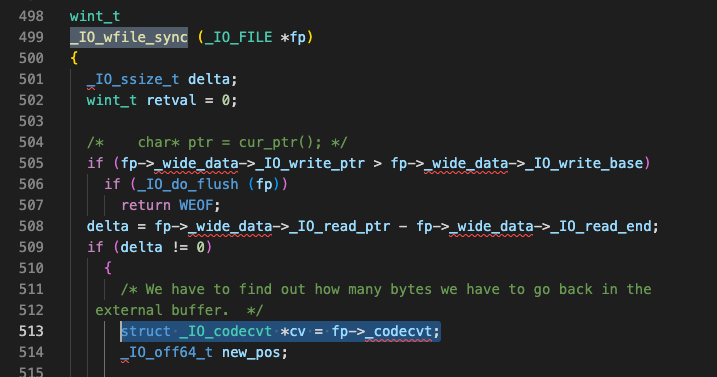 498 wint_t
499 _IO_wfile_sync (_IO_FILE *fp)
500 {
501   _IO_ssize_t delta;
502   wint_t retval = 0;
503
504   /*    char* ptr = cur_ptr(); */
505   if (fp->_wide_data->_IO_write_ptr > fp->_wide_data->_IO_write_base)
506     if (_IO_do_flush (fp))
507       return WEOF;
508   delta = fp->_wide_data->_IO_read_ptr - fp->_wide_data->_IO_read_end;
509   if (delta != 0)
510     {
511       /* We have to find out how many bytes we have to go back in the
512    external buffer.  */
513       struct _IO_codecvt *cv = fp->_codecvt;
514       _IO_off64_t new_pos;
515